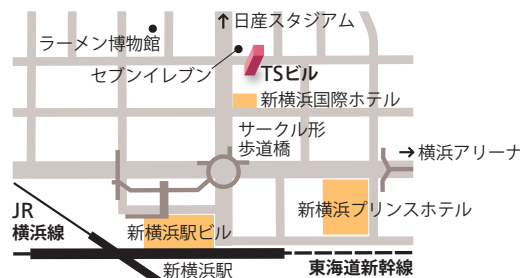 ↑日産スタジアム
ラーメン博物館
セブンイレブン
TSビル
新横浜国際ホテル
サークル形
歩道橋
→横浜アリーナ
JR
横浜線
新横浜プリンスホテル
新横浜駅ビル
新横浜駅
東海道新幹線